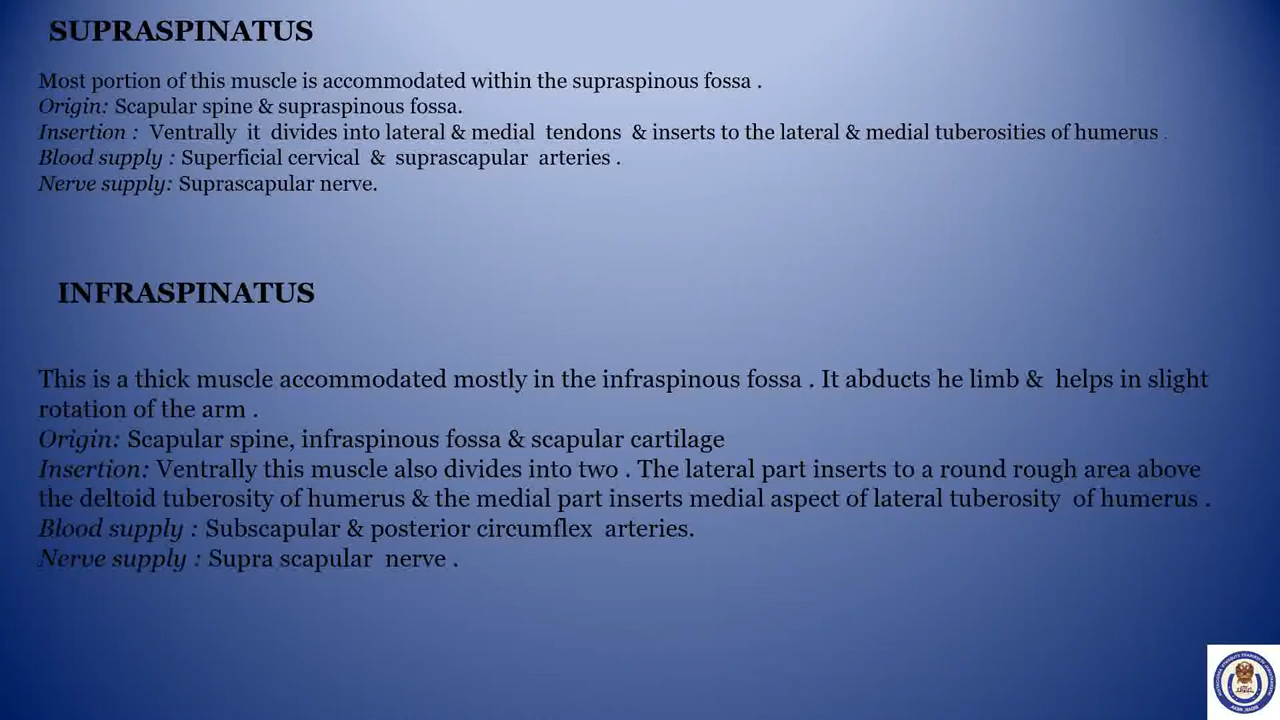 SUPRASPINATUS
Most portion of this muscle is accommodated within the supraspinous fossa .
Origin: Scapular spine & supraspinous fossa.
Insertion : Ventrally it divides into lateral & medial tendons & inserts to the lateral & medial tuberosities of humerus .
Blood supply : Superficial cervical & suprascapular arteries .
Nerve supply: Suprascapular nerve.
INFRASPINATUS
This is a thick muscle accommodated mostly in the infraspinous fossa . It abducts he limb & helps in slight
rotation of the arm .
Origin: Scapular spine, infraspinous fossa & scapular cartilage
Insertion: Ventrally this muscle also divides into two . The lateral part inserts to a round rough area above
the deltoid tuberosity of humerus & the medial part inserts medial aspect of lateral tuberosity of humerus .
Blood supply : Subscapular & posterior circumflex arteries.
Nerve supply : Supra scapular nerve .